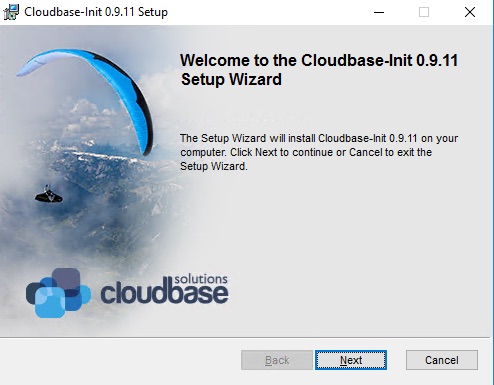 Cloudbase-Init 0.9.11 Setup
Welcome to the Cloudbase-Init 0.9.11
Setup Wizard
The Setup Wizard will install Cloudbase-Init 0.9.11 on your
computer. Click Next to continue or Cancel to exit the
Setup Wizard.
solutions
cloudbase
Back
Next
Cancel